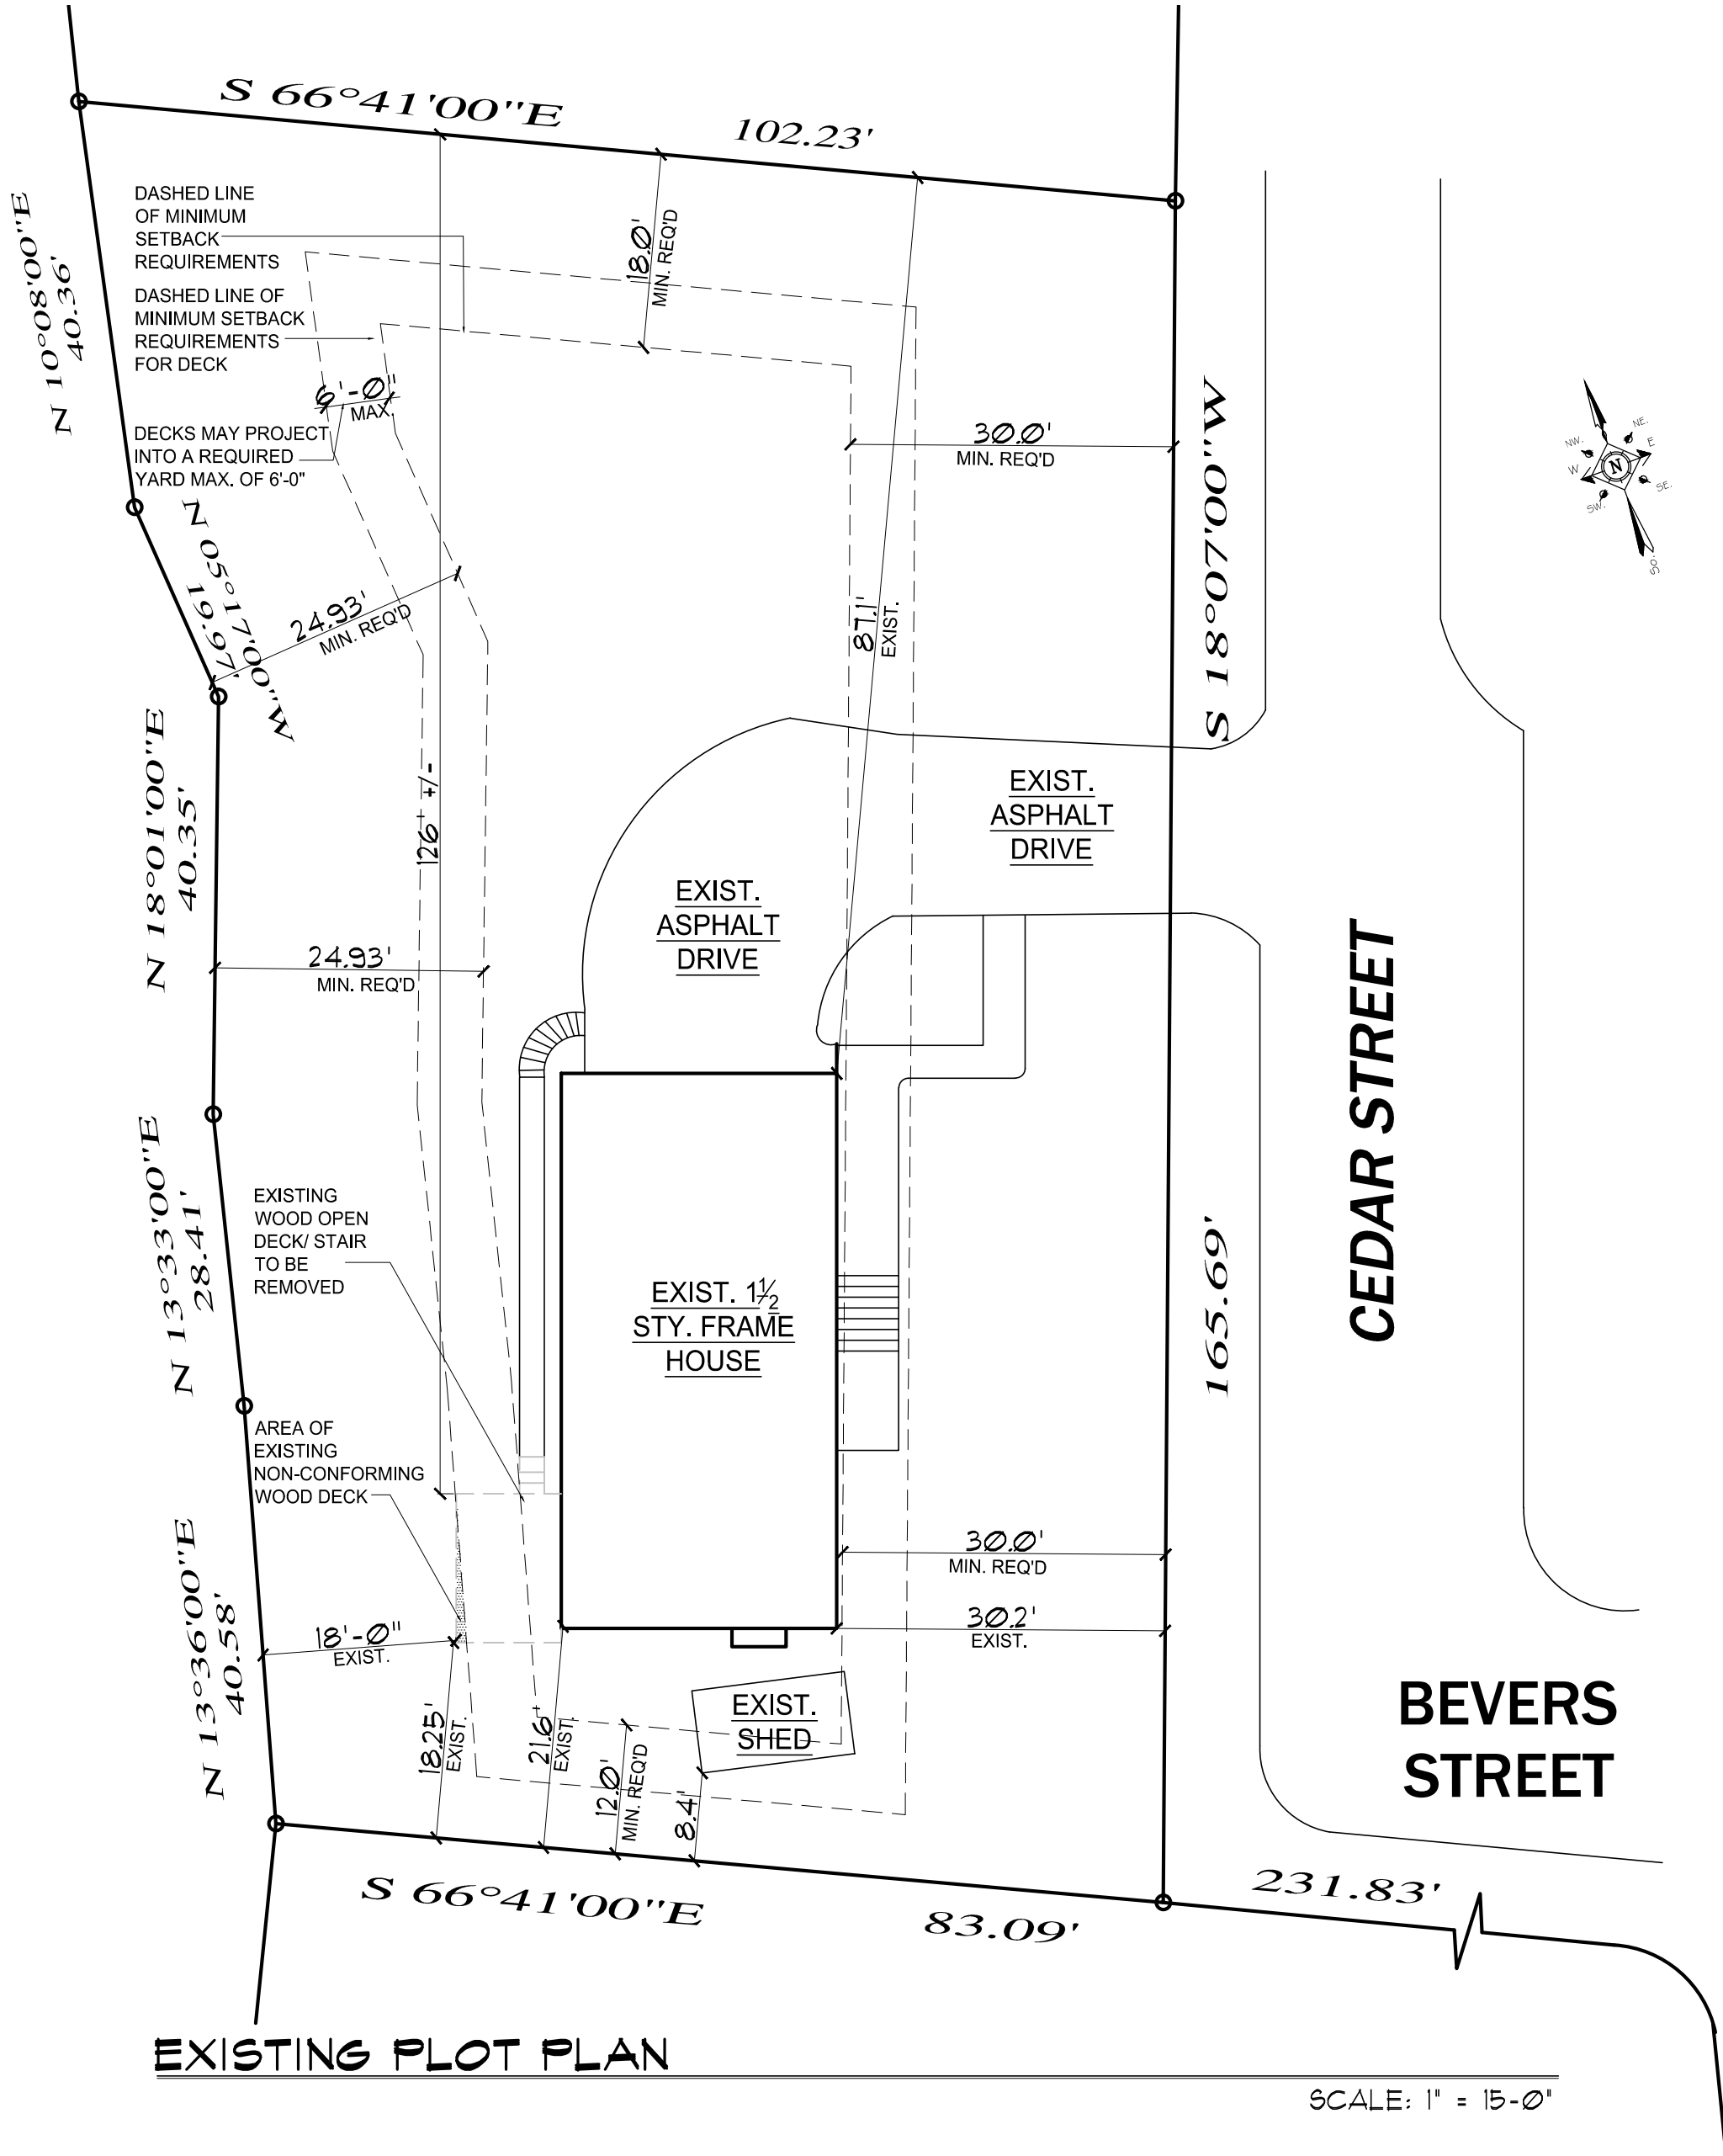 S 66°41'00"E
102.23'
DASHED LINE
OF MINIMUM
SETBACK
REQUIREMENTS
DASHED LINE OF
MINIMUM SETBACK
REQUIREMENTS
FOR DECK
N 10°08'00"E
40.36'
18.0'
MIN. REQ'D
6'-0"
MAX.
DECKS MAY PROJECT
INTO A REQUIRED
YARD MAX. OF 6'-0"
30.0'
MIN. REQ'D
S 18°07'00"W
NW.
NE.
W
N
E
SW.
SE.
SO.
N 05°17'00"W
19.97'
24.93'
MIN. REQ'D
87.1'
EXIST.
126' +/-
N 18°01'00"E
40.35'
EXIST.
ASPHALT
DRIVE
EXIST.
ASPHALT
DRIVE
24.93'
MIN. REQ'D
CEDAR STREET
N 13°33'00"E
28.41'
EXISTING
WOOD OPEN
DECK/ STAIR
TO BE
REMOVED
EXIST. 1½
STY. FRAME
HOUSE
165.69'
AREA OF
EXISTING
NON-CONFORMING
WOOD DECK
N 13°36'00"E
40.58'
30.0'
MIN. REQ'D
18'-0"
EXIST.
30.2'
EXIST.
18.25'
EXIST.
21.6'
EXIST.
12.0'
MIN. REQ'D
8.4'
EXIST.
SHED
BEVERS
STREET
S 66°41'00"E
83.09'
231.83'
EXISTING PLOT PLAN
SCALE: 1" = 15-0"